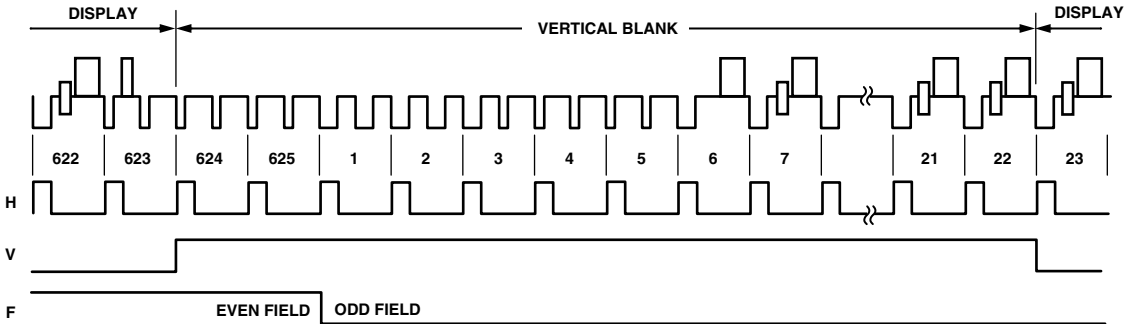 DISPLAY
VERTICAL BLANK
DISPLAY
622 623 624 625 1 2 3 4 5 6 7 21 22 23
H
V
F EVEN FIELD ODD FIELD